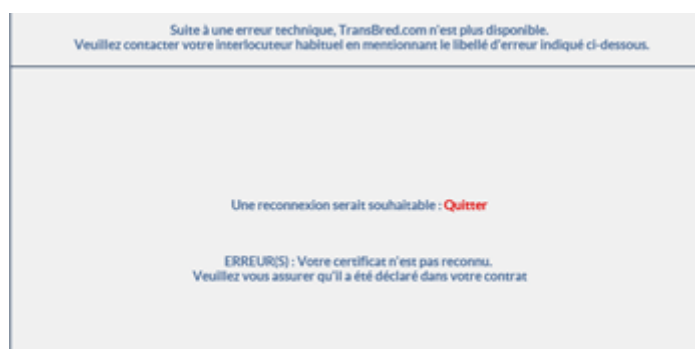 Suite à une erreur technique, TransBred.com n'est plus disponible.
Veuillez contacter votre interlocuteur habituel en mentionnant le libellé d'erreur indiqué ci-dessous.
Une reconnexion serait souhaitable : Quitter
ERREUR(S) : Votre certificat n'est pas reconnu.
Veuillez vous assurer qu'il a été déclaré dans votre contrat